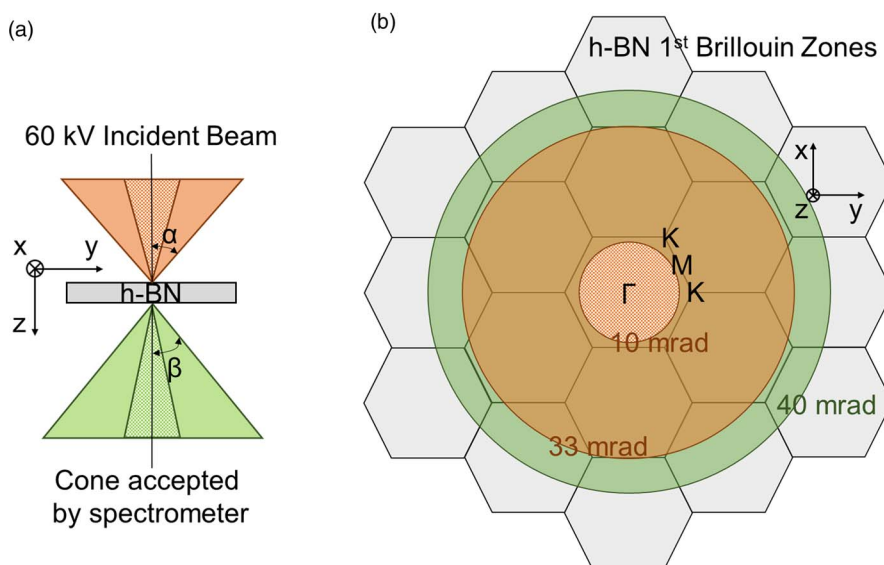 (a)
60 kV Incident Beam
α
x
y
h-BN
z
β
Cone accepted
by spectrometer
(b)
h-BN 1st Brillouin Zones
x
z
y
K
M
Γ
K
10 mrad
40 mrad
33 mrad